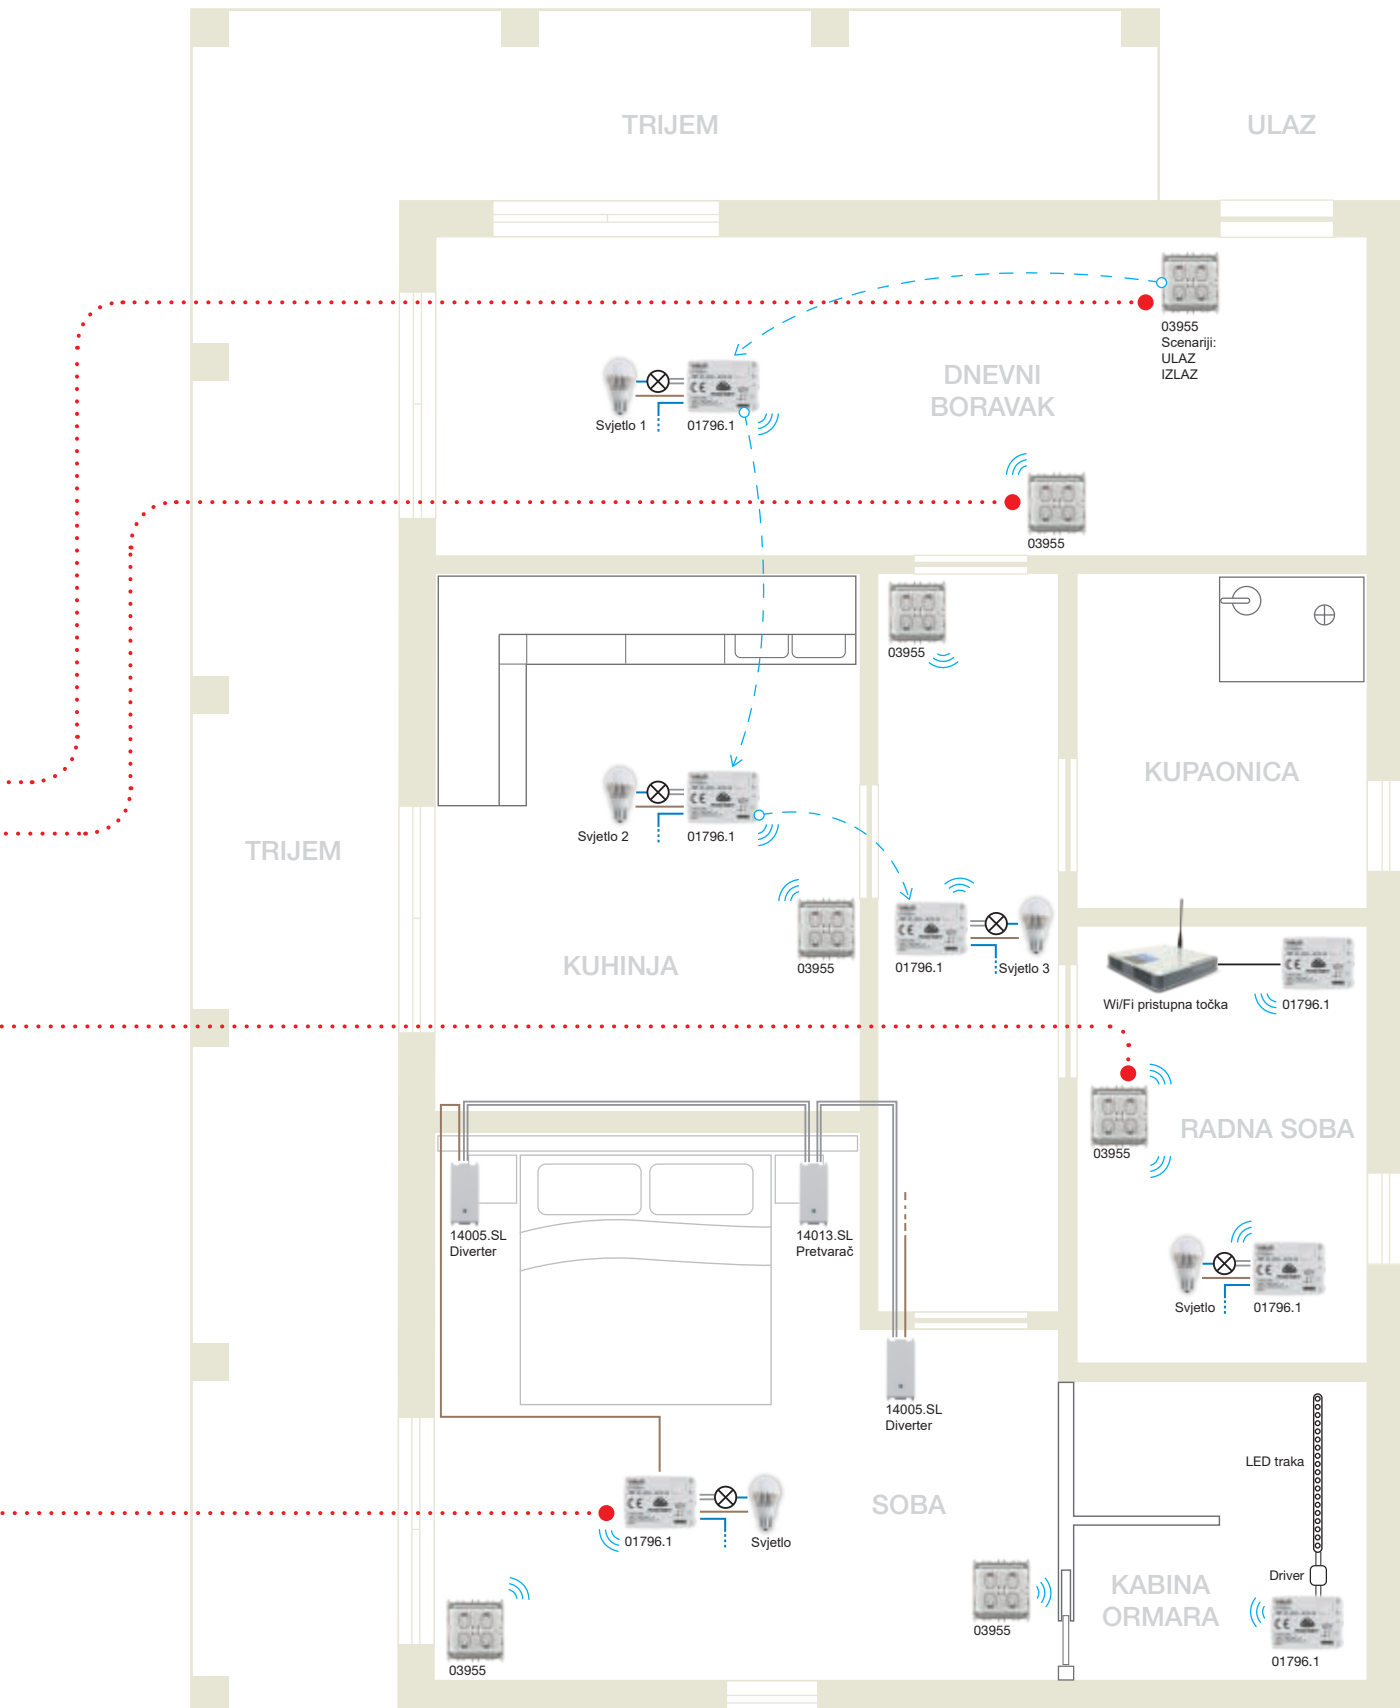 TRIJEM
ULAZ
03955
Scenariji:
ULAZ
IZLAZ
DNEVNI
BORAVAK
Svjetlo 1
01796.1
03955
03955
KUPAONICA
Svjetlo 2
01796.1
TRIJEM
KUHINJA
03955
01796.1
Svjetlo 3
Wi/Fi pristupna točka
01796.1
RADNA SOBA
03955
14005.SL
Diverter
14013.SL
Pretvarač
Svjetlo
01796.1
14005.SL
Diverter
LED traka
SOBA
01796.1
Svjetlo
Driver
KABINA
ORMARA
03955
01796.1
03955